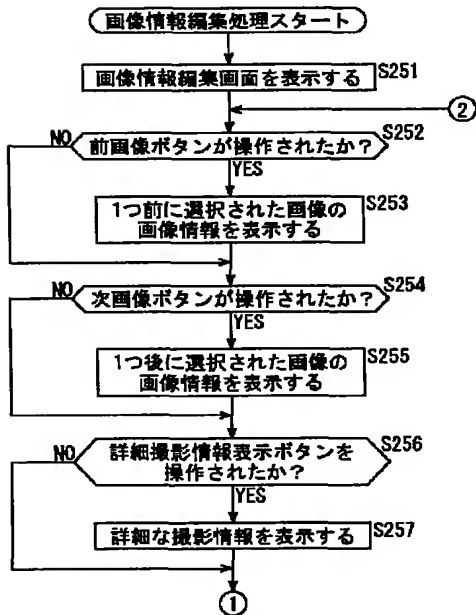 画像情報編集処理スタート
画像情報編集画面を表示する
S251
②
前画像ボタンが操作されたか?
S252
NO
YES
1つ前に選択された画像の
画像情報を表示する
S253
次画像ボタンが操作されたか?
S254
NO
YES
1つ後に選択された画像の
画像情報を表示する
S255
詳細撮影情報表示ボタンを
操作されたか?
S256
NO
YES
詳細な撮影情報を表示する
S257
①